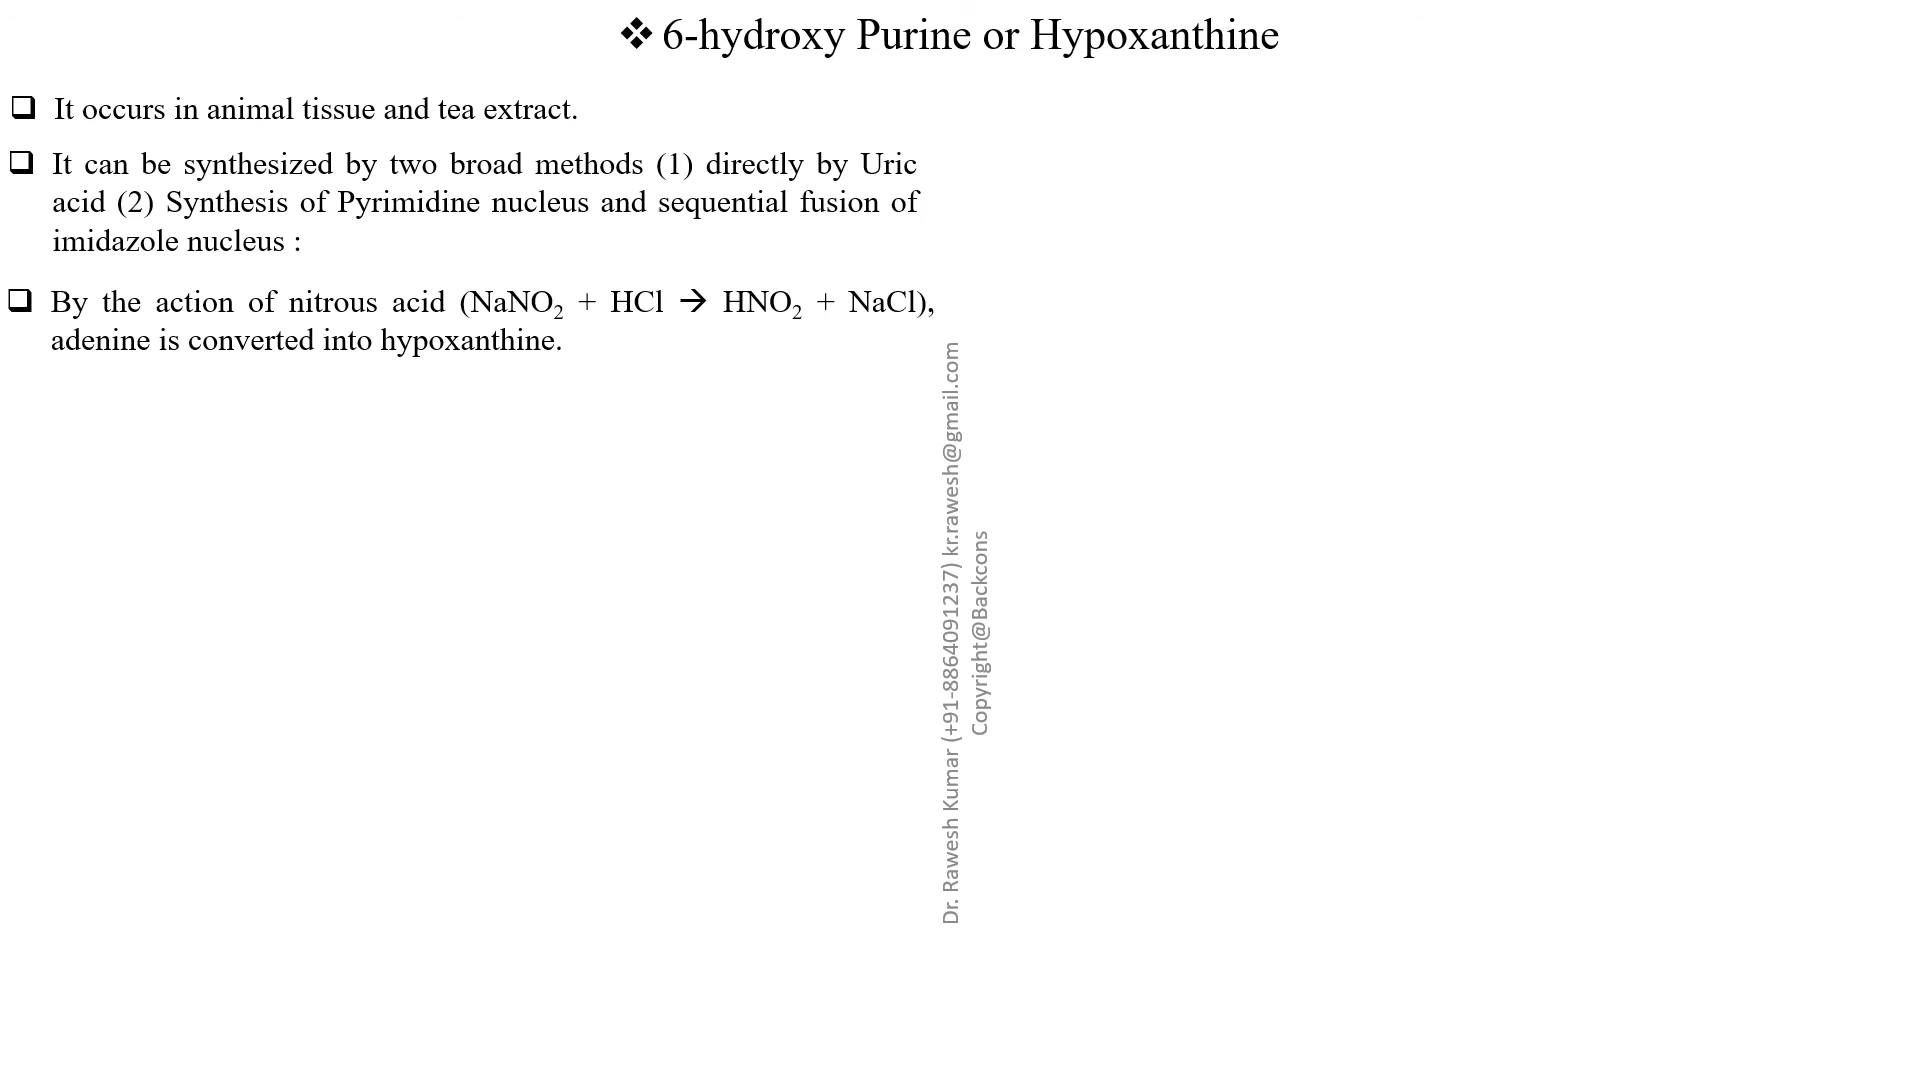 ❖ 6-hydroxy Purine or Hypoxanthine
❑ It occurs in animal tissue and tea extract.
❑ It can be synthesized by two broad methods (1) directly by Uric
acid (2) Synthesis of Pyrimidine nucleus and sequential fusion of
imidazole nucleus :
❑ By the action of nitrous acid (NaNO₂ + HCl → HNO₂ + NaCl),
adenine is converted into hypoxanthine.
Dr. Rawesh Kumar (+91-8864091237) kr.rawesh@gmail.com
Copyright@Backcons